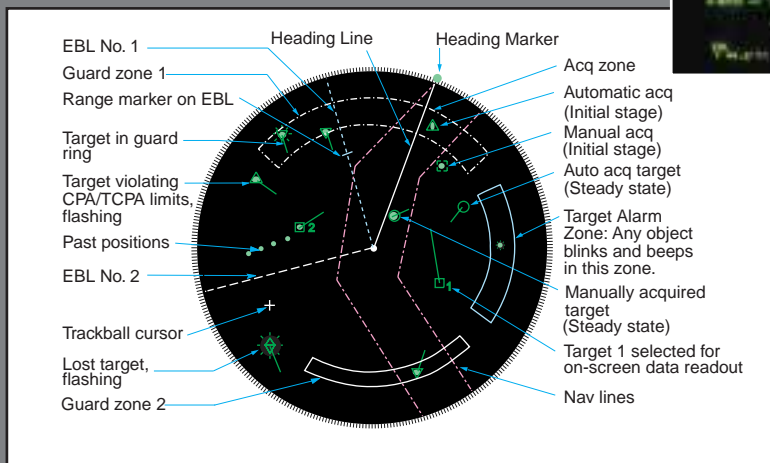 EBL No. 1
Guard zone 1
Range marker on EBL
Target in guard
ring
Target violating
CPA/TCPA limits,
flashing
Past positions
EBL No. 2
Trackball cursor
Lost target,
flashing
Guard zone 2
Heading Line
Heading Marker
Acq zone
Automatic acq
(Initial stage)
Manual acq
(Initial stage)
Auto acq target
(Steady state)
Target Alarm
Zone: Any object
blinks and beeps
in this zone.
Manually acquired
target
(Steady state)
Target 1 selected for
on-screen data readout
Nav lines
2
1